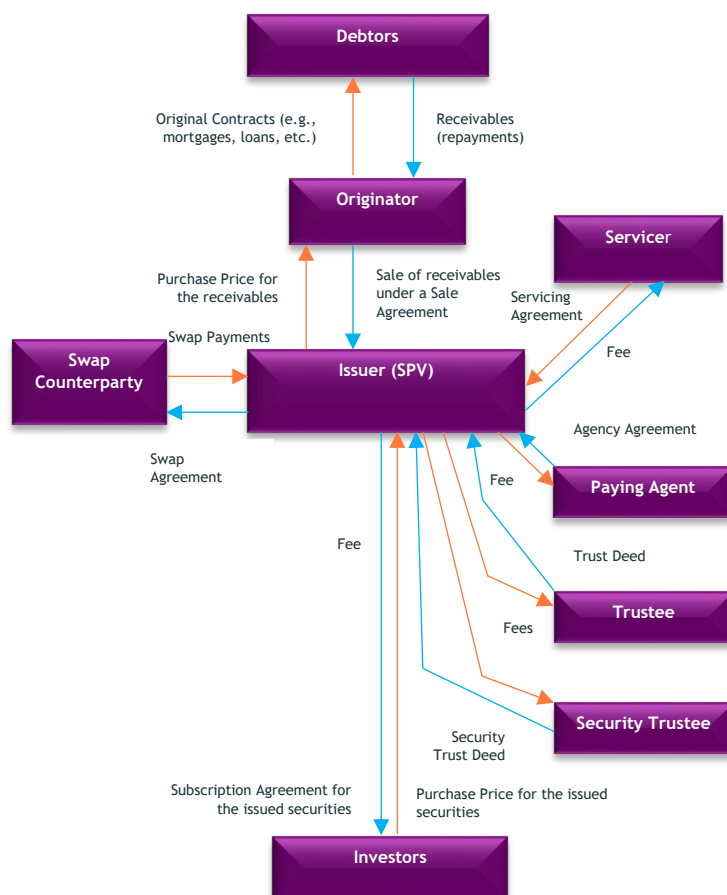 Debtors
Original Contracts (e.g.,
mortgages, loans, etc.)
Receivables
(repayments)
Originator
Servicer
Purchase Price for
the receivables
Sale of receivables
under a Sale
Agreement
Servicing
Agreement
Swap Payments
Fee
Swap
Counterparty
Issuer (SPV)
Agency Agreement
Swap
Agreement
Fee
Paying Agent
Fee
Trust Deed
Trustee
Fees
Security Trustee
Security
Trust Deed
Subscription Agreement for
the issued securities
Purchase Price for the issued
securities
Investors